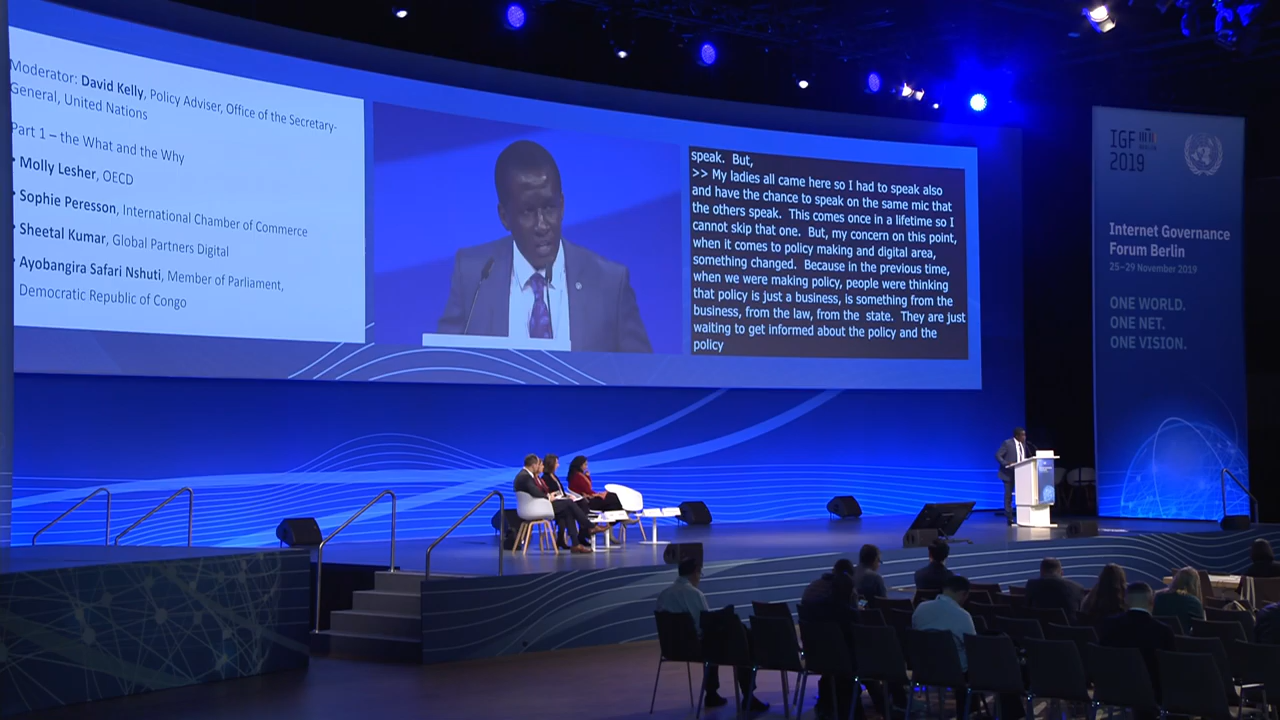 Moderator: David Kelly, Policy Adviser, Office of the Secretary-
General, United Nations
Part 1 – the What and the Why
• Molly Lesher, OECD
• Sophie Peresson, International Chamber of Commerce
• Sheetal Kumar, Global Partners Digital
• Ayobangira Safari Nshuti, Member of Parliament,
Democratic Republic of Congo
speak. But,
>> My ladies all came here so I had to speak also
and have the chance to speak on the same mic that
the others speak. This comes once in a lifetime so I
cannot skip that one. But, my concern on this point,
when it comes to policy making and digital area,
something changed. Because in the previous time,
when we were making policy, people were thinking
that policy is just a business, is something from the
business, from the law, from the state. They are just
waiting to get informed about the policy and the
policy
IGF
BERLIN
2019
Internet Governance
Forum Berlin
25–29 November 2019
ONE WORLD.
ONE NET.
ONE VISION.